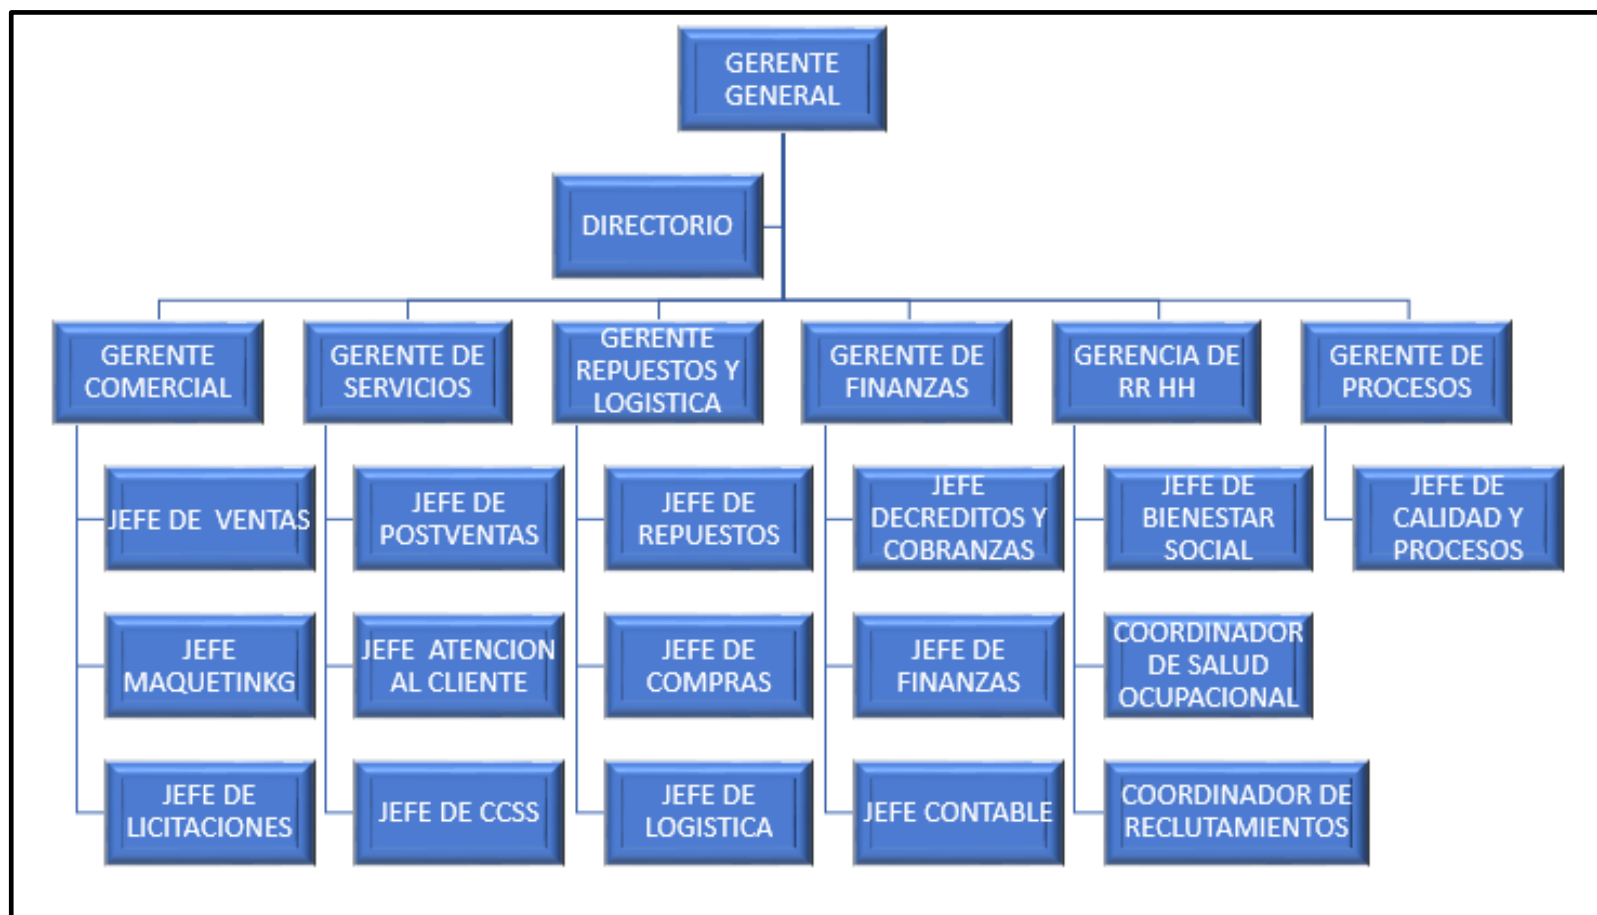 GERENTE
GENERAL
DIRECTORIO
GERENTE
COMERCIAL
GERENTE DE
SERVICIOS
GERENTE
REPUESTOS Y
LOGISTICA
GERENTE DE
FINANZAS
GERENCIA DE
RR HH
GERENTE DE
PROCESOS
JEFE DE  VENTAS
JEFE DE
POSTVENTAS
JEFE DE
REPUESTOS
JEFE
DECREDITOS Y
COBRANZAS
JEFE DE
BIENESTAR
SOCIAL
JEFE DE
CALIDAD Y
PROCESOS
JEFE
MAQUETINKG
JEFE  ATENCION
AL CLIENTE
JEFE DE
COMPRAS
JEFE DE
FINANZAS
COORDINADOR
DE SALUD
OCUPACIONAL
JEFE DE
LICITACIONES
JEFE DE CCSS
JEFE DE
LOGISTICA
JEFE CONTABLE
COORDINADOR DE
RECLUTAMIENTOS